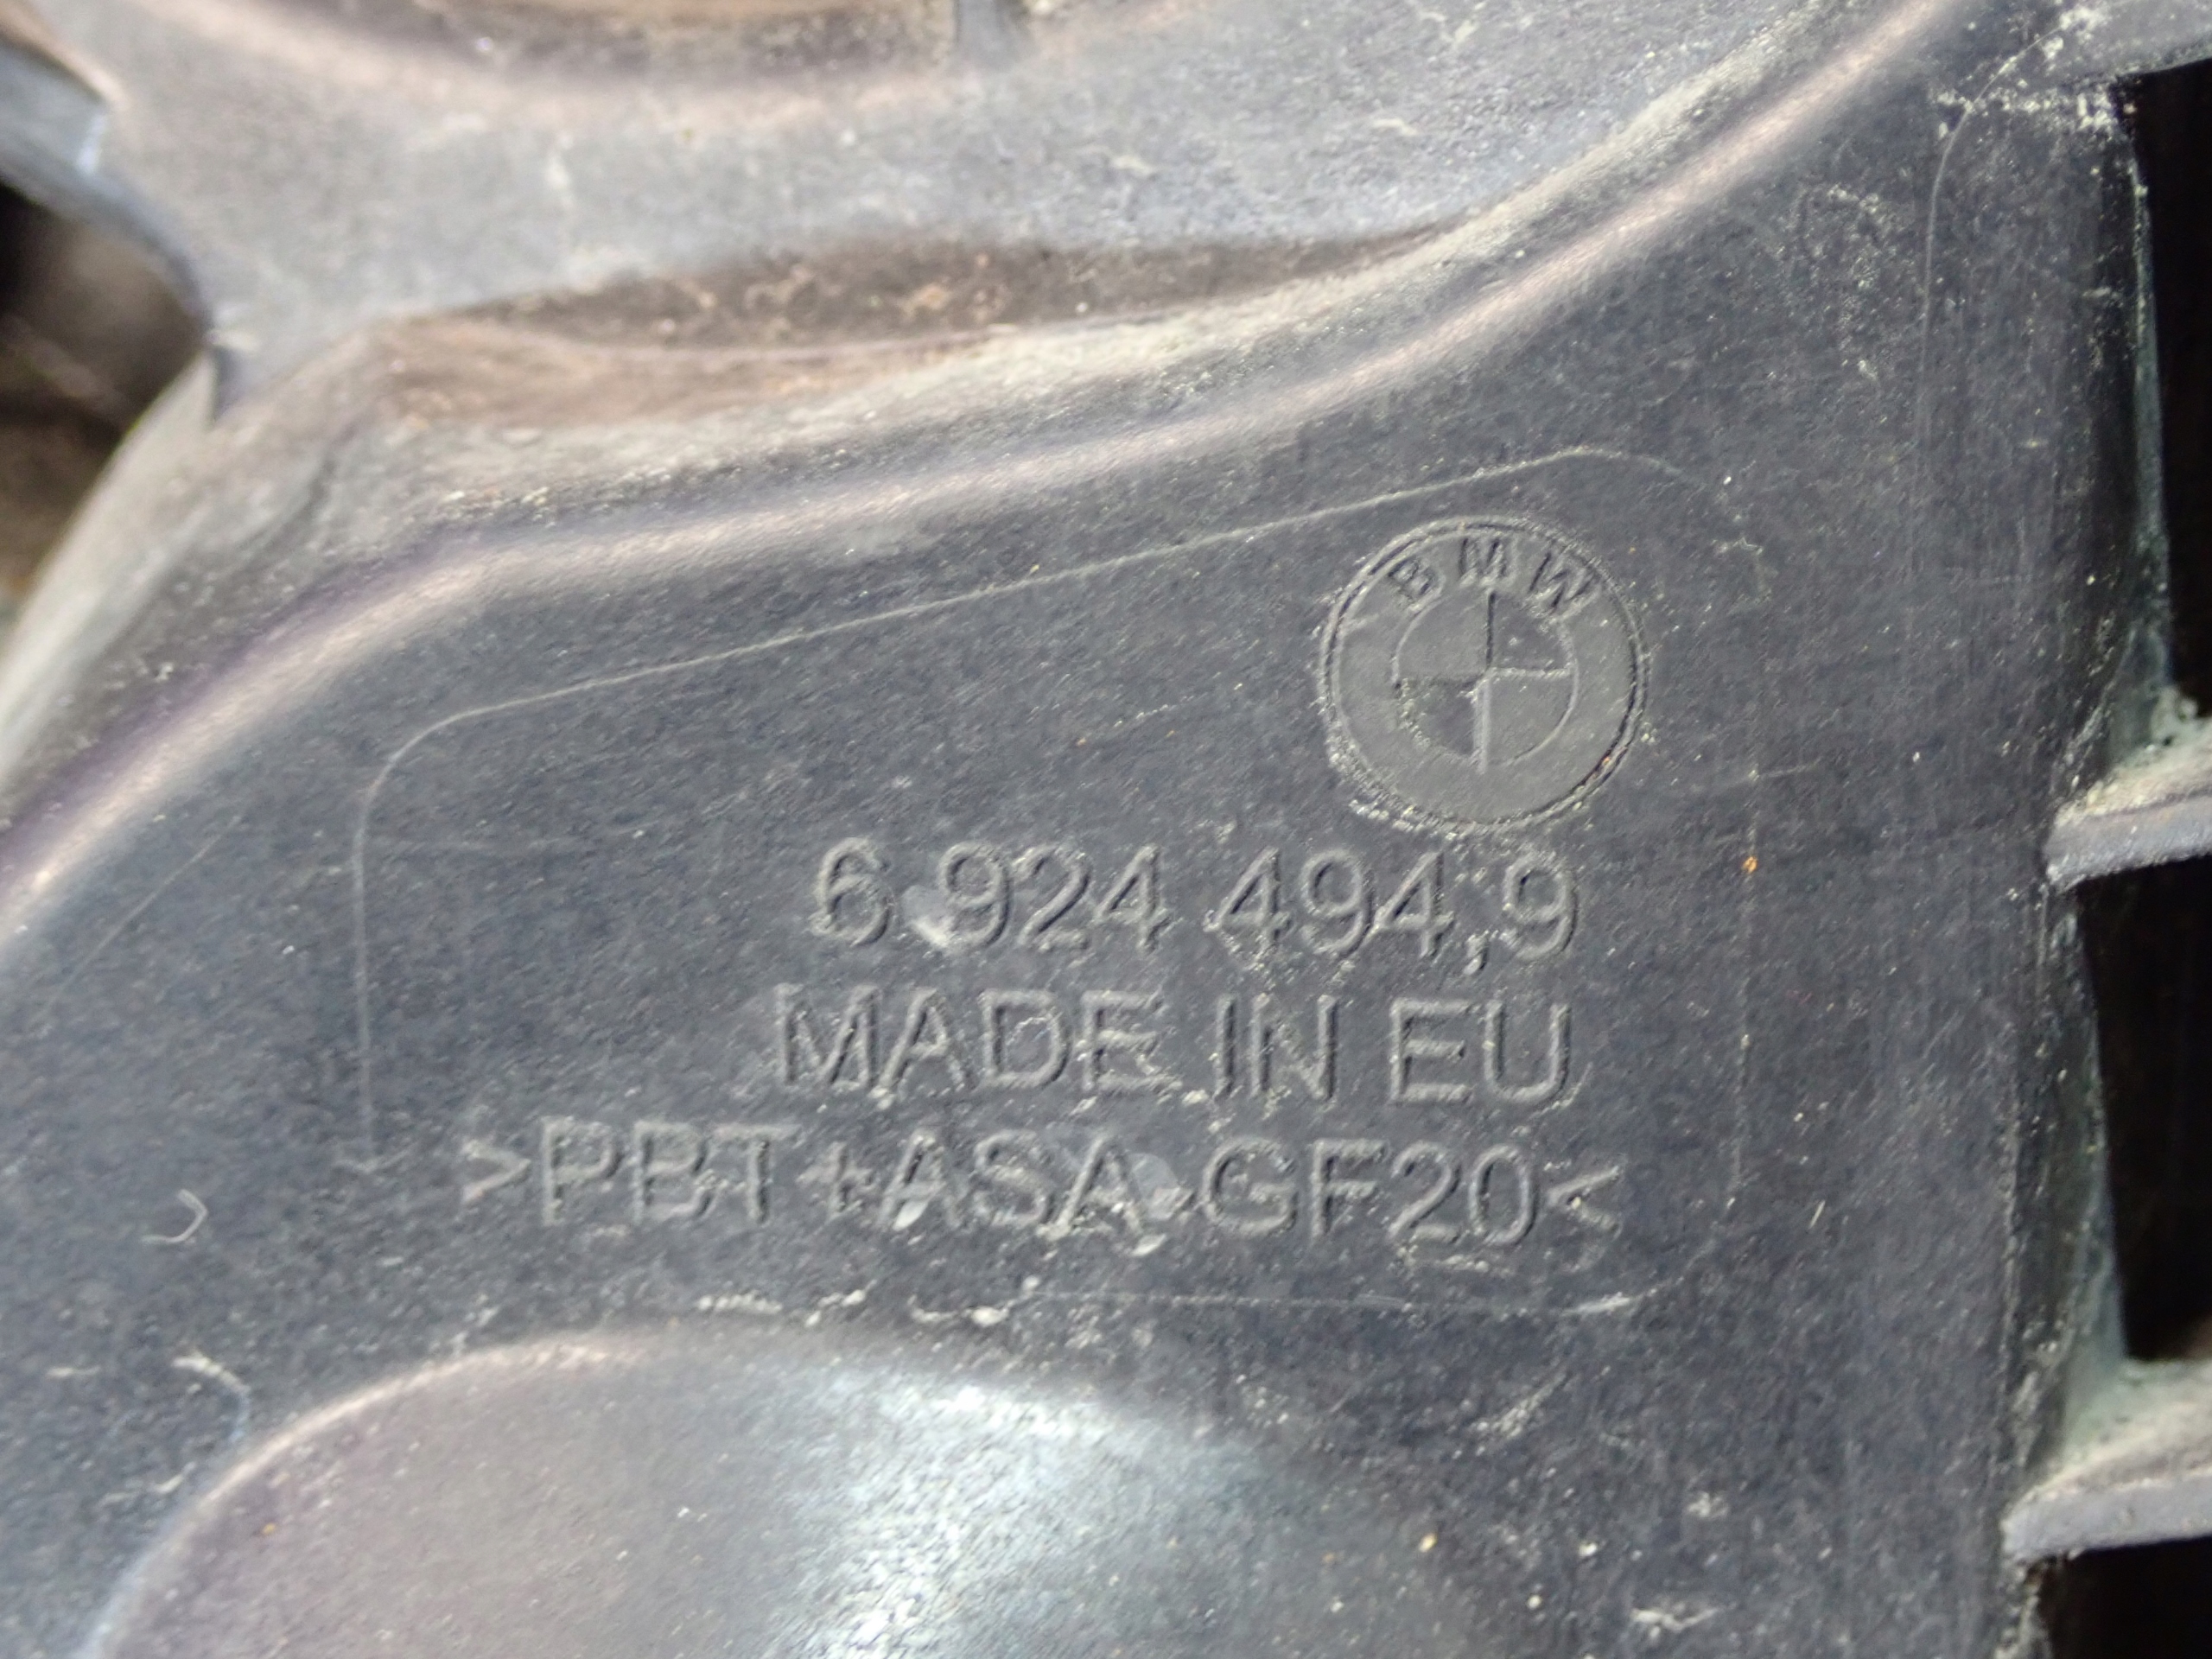 BMW
6 924 494,9
MADE IN EU
>PBT+ASA-GF20<